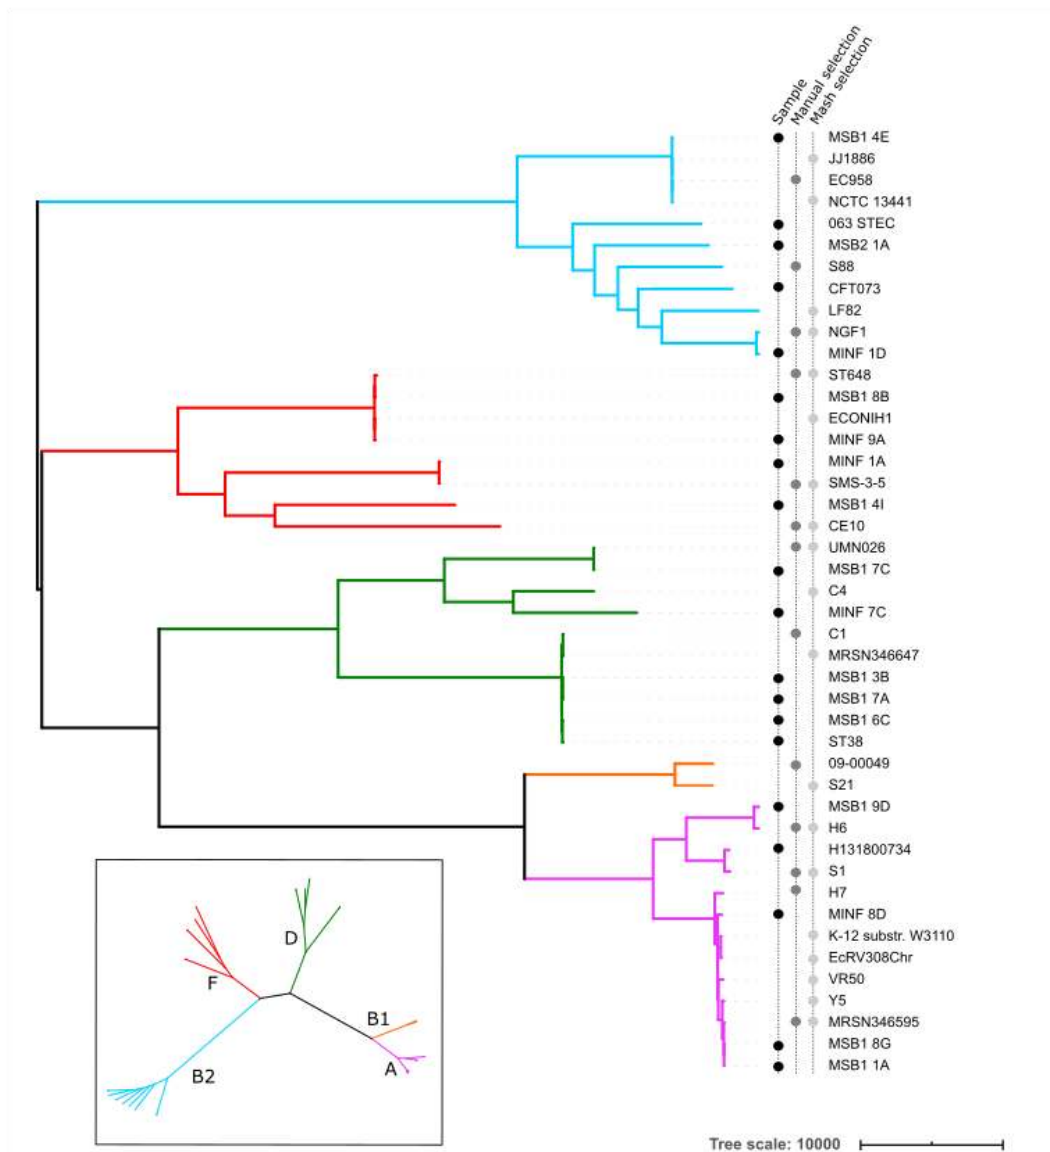 Sample
Manual selection
Mash selection
MSB1 4E
JJ1886
EC958
NCTC 13441
063 STEC
MSB2 1A
S88
CFT073
LF82
NGF1
MINF 1D
ST648
MSB1 8B
ECONIH1
MINF 9A
MINF 1A
SMS-3-5
MSB1 4I
CE10
UMN026
MSB1 7C
C4
MINF 7C
C1
MRSN346647
MSB1 3B
MSB1 7A
MSB1 6C
ST38
09-00049
S21
MSB1 9D
H6
H131800734
S1
H7
MINF 8D
K-12 substr. W3110
EcRV308Chr
VR50
Y5
MRSN346595
MSB1 8G
MSB1 1A
D
F
B1
A
B2
Tree scale: 10000